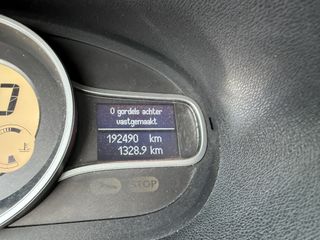 0 gordels achter
vastgemaakt
192490 km
1328.9 km
STOP